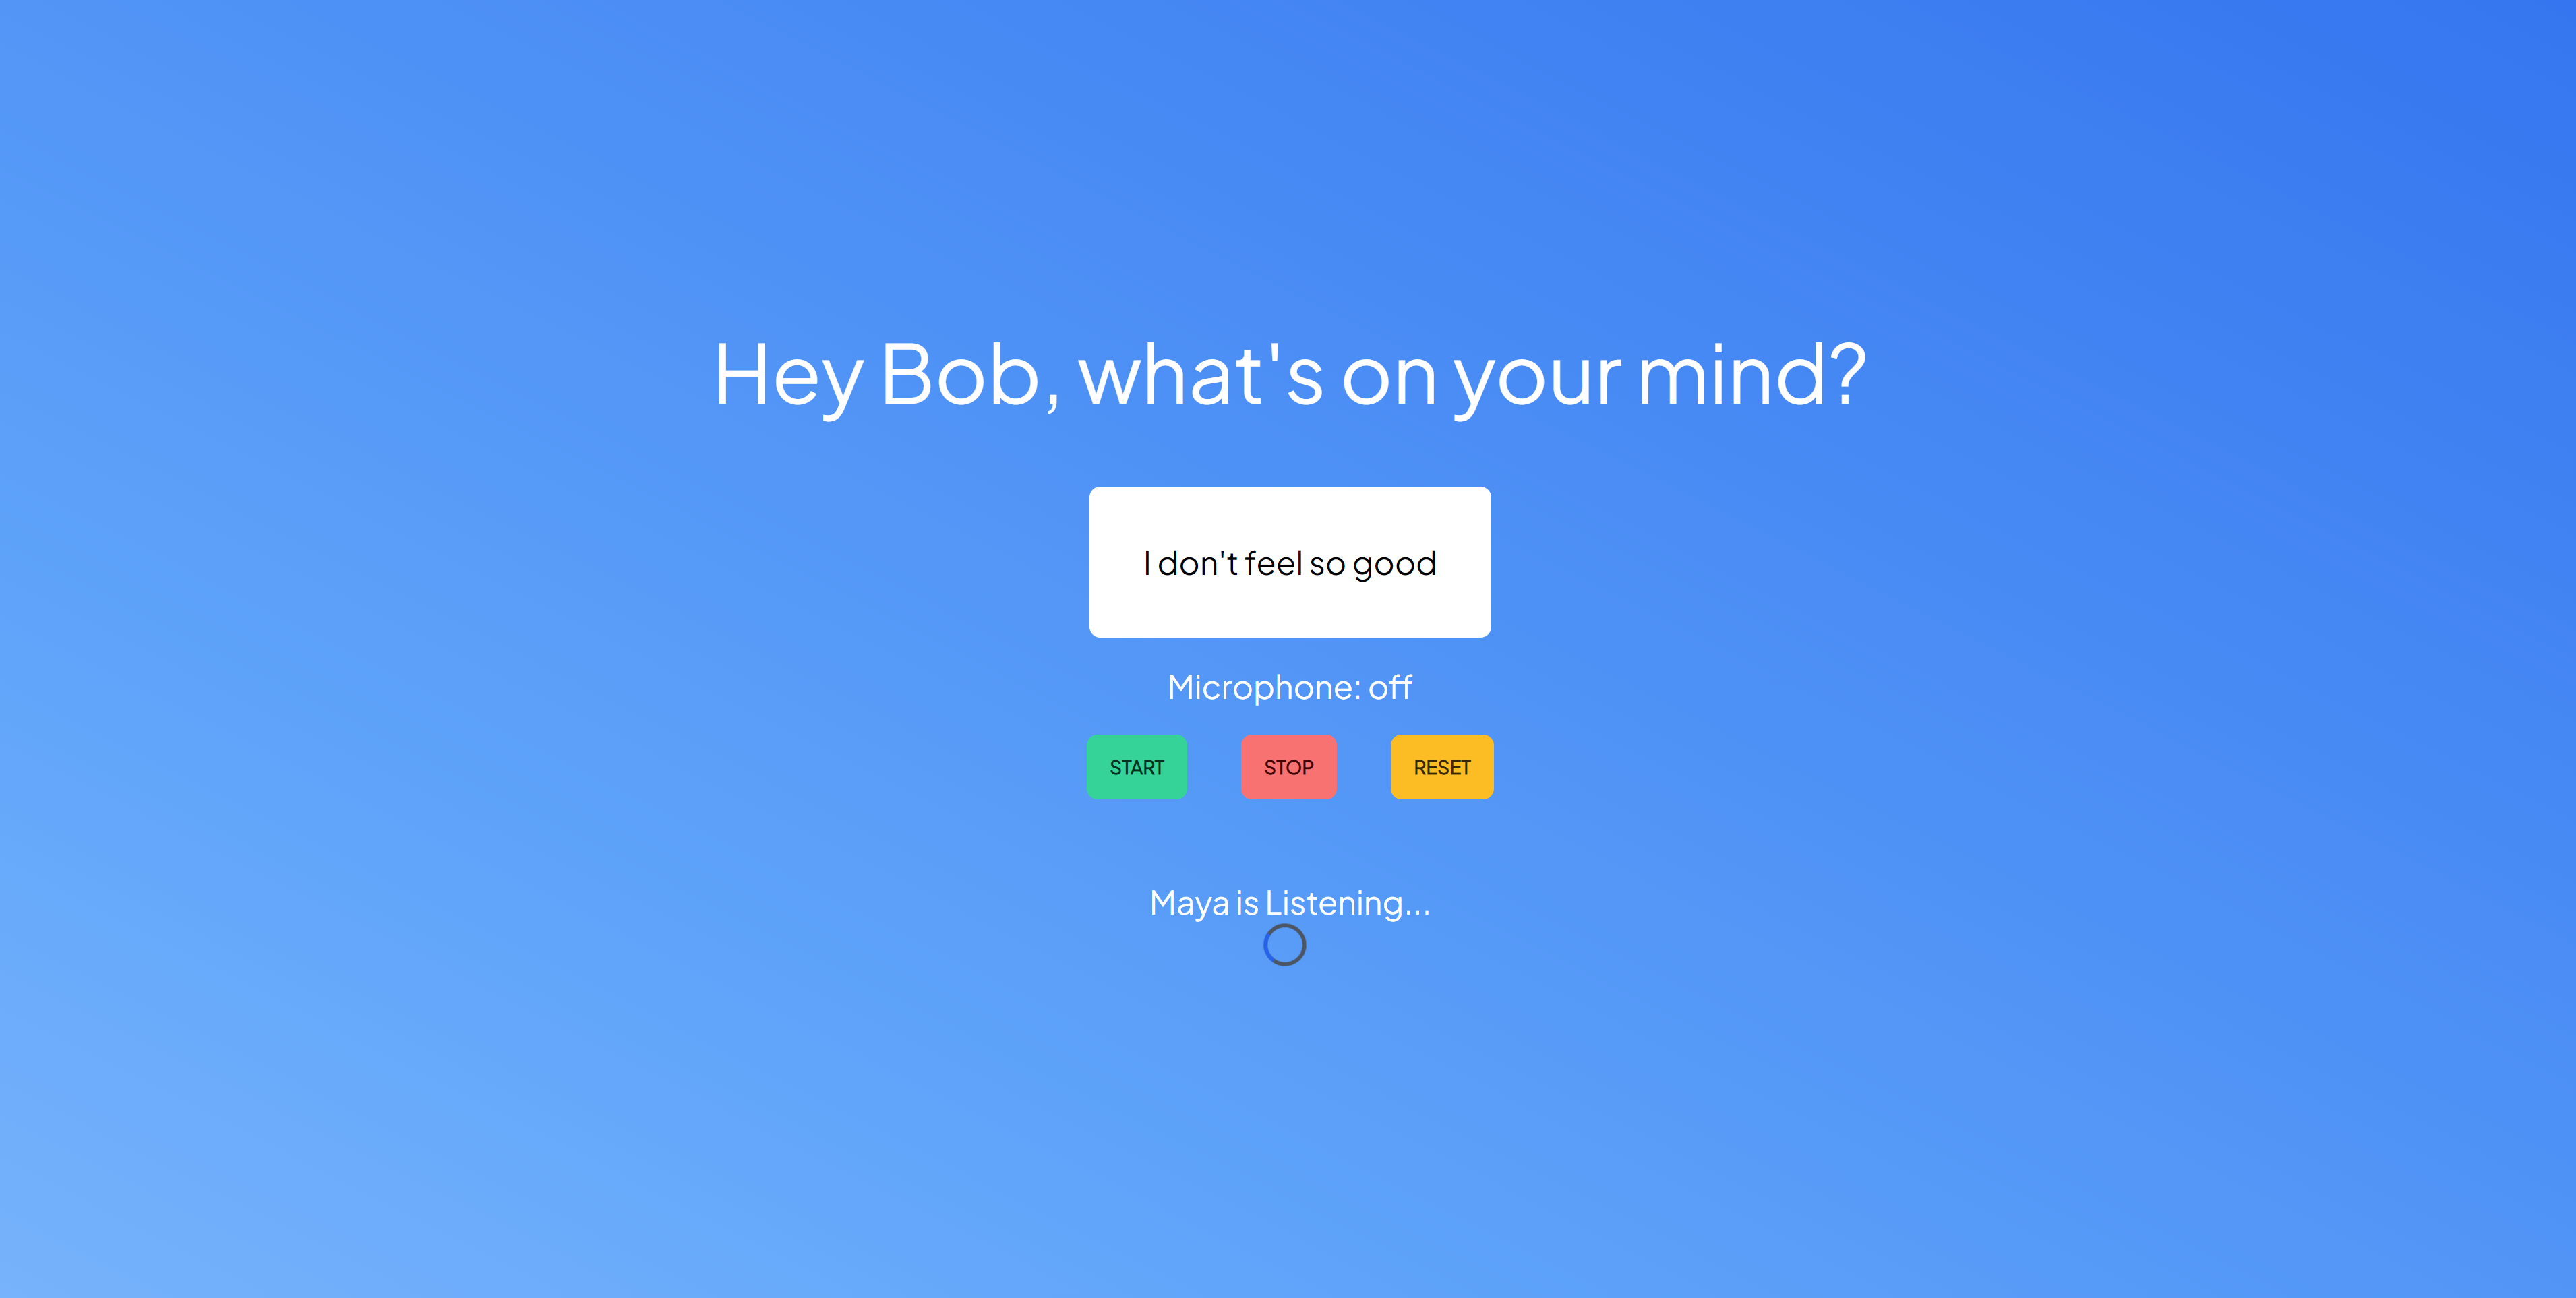 Hey Bob, what's on your mind?
I don't feel so good
Microphone: off
START STOP RESET
Maya is Listening...